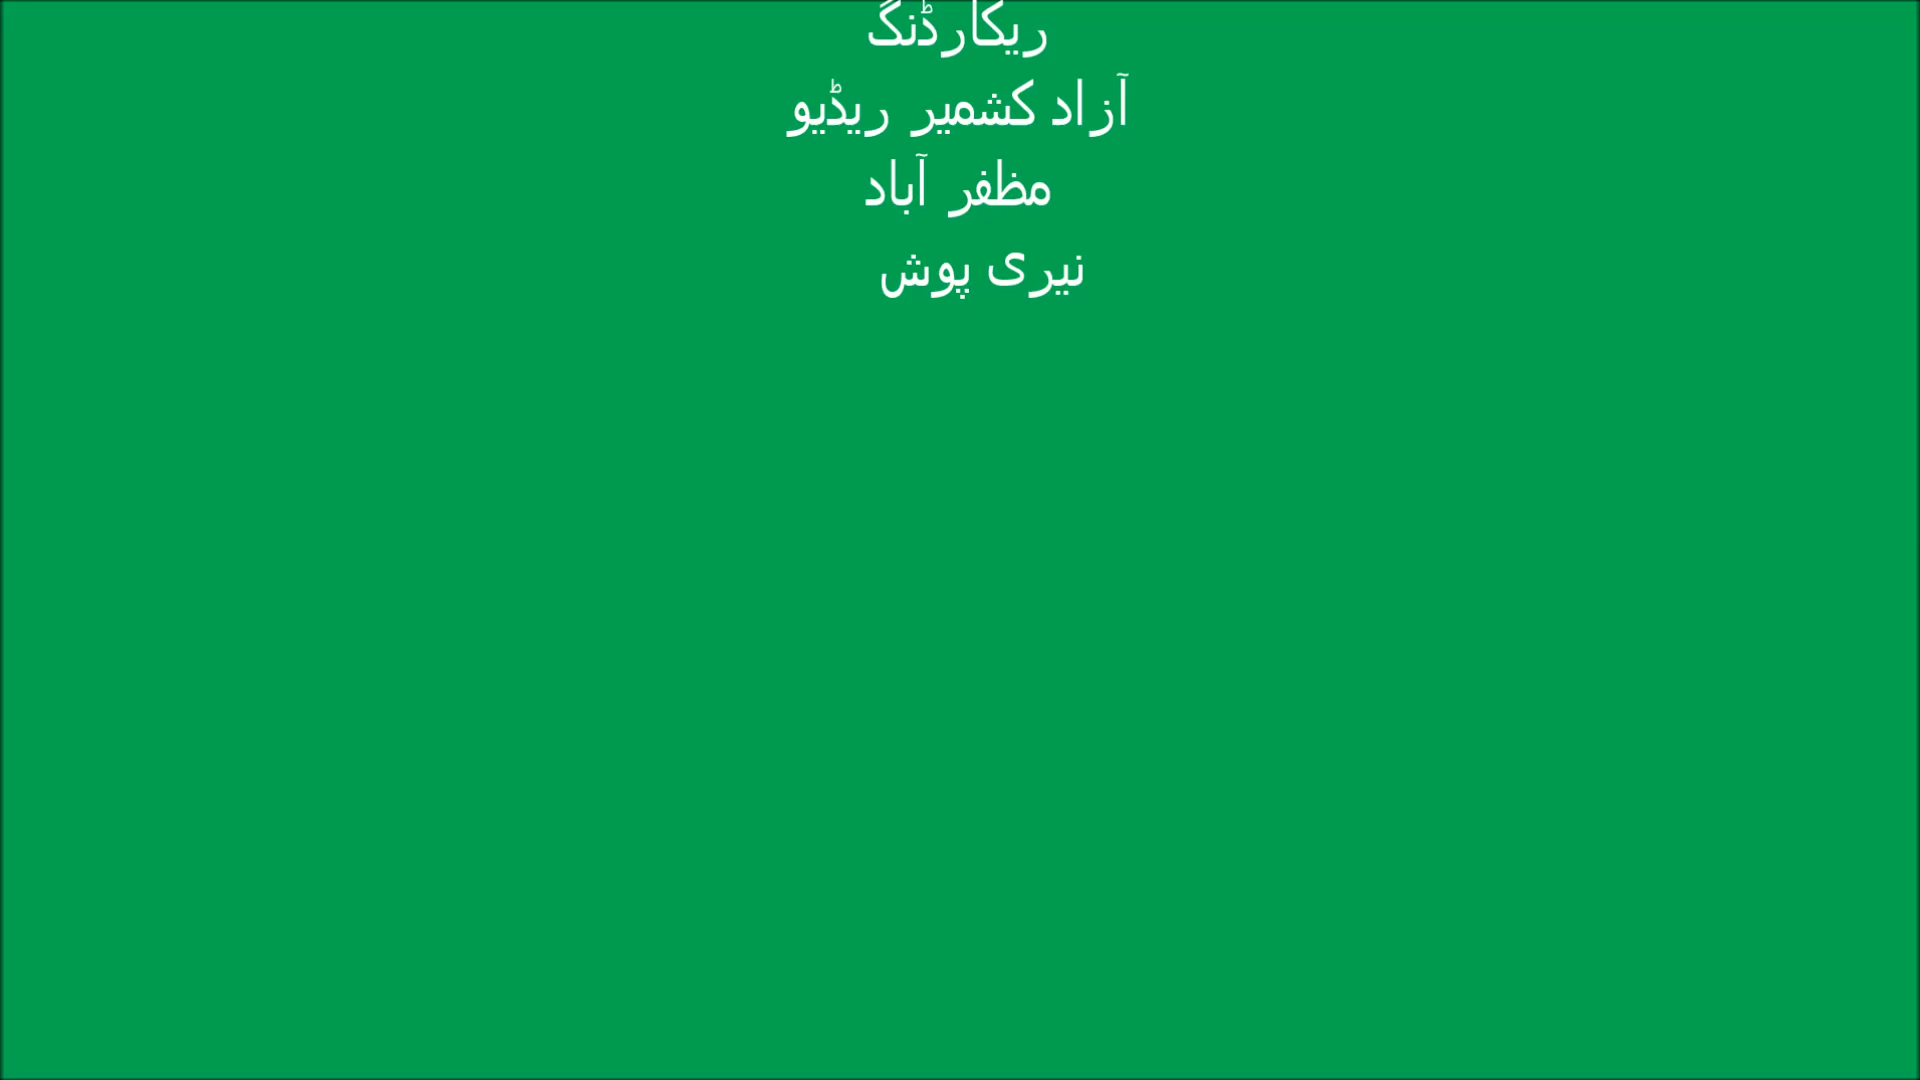 ریکارڈنگ
آزاد کشمیر ریڈیو
مظفر آباد
نیری پوش